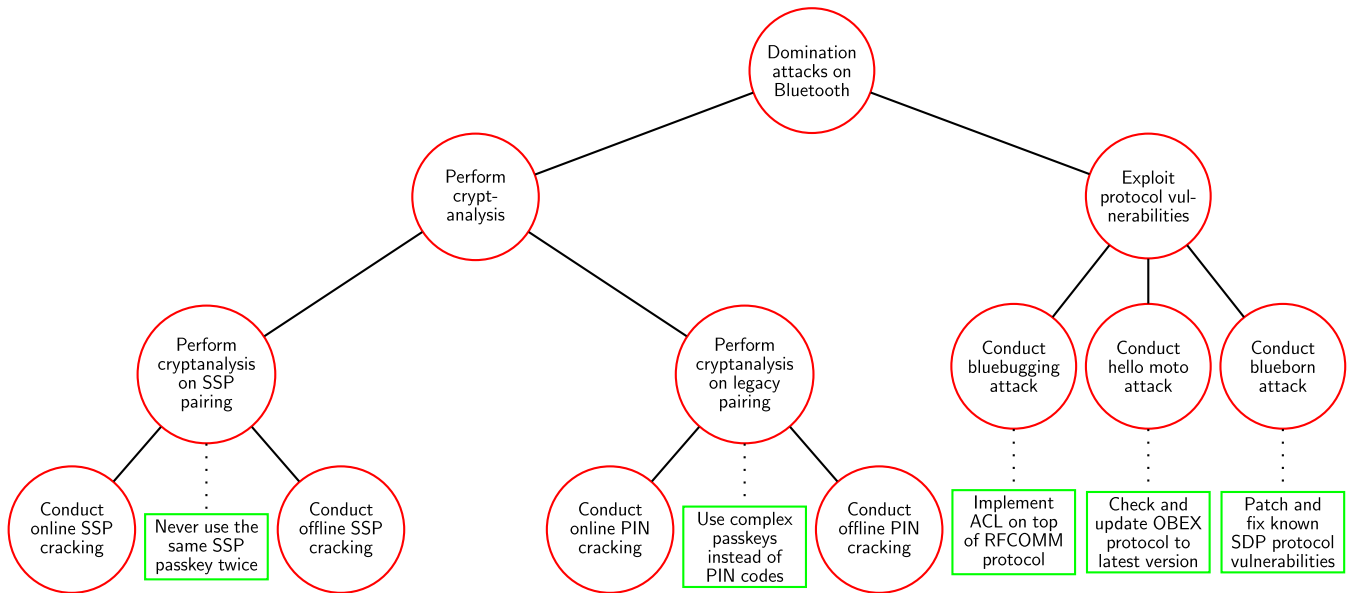 Domination
attacks on
Bluetooth
Perform
crypt-
analysis
Exploit
protocol vul-
nerabilities
Perform
cryptanalysis
on SSP
pairing
Perform
cryptanalysis
on legacy
pairing
Conduct
bluebugging
attack
Conduct
hello moto
attack
Conduct
blueborn
attack
Conduct
online SSP
cracking
Never use the
same SSP
passkey twice
Conduct
offline SSP
cracking
Conduct
online PIN
cracking
Use complex
passkeys
instead of
PIN codes
Conduct
offline PIN
cracking
Implement
ACL on top
of RFCOMM
protocol
Check and
update OBEX
protocol to
latest version
Patch and
fix known
SDP protocol
vulnerabilities